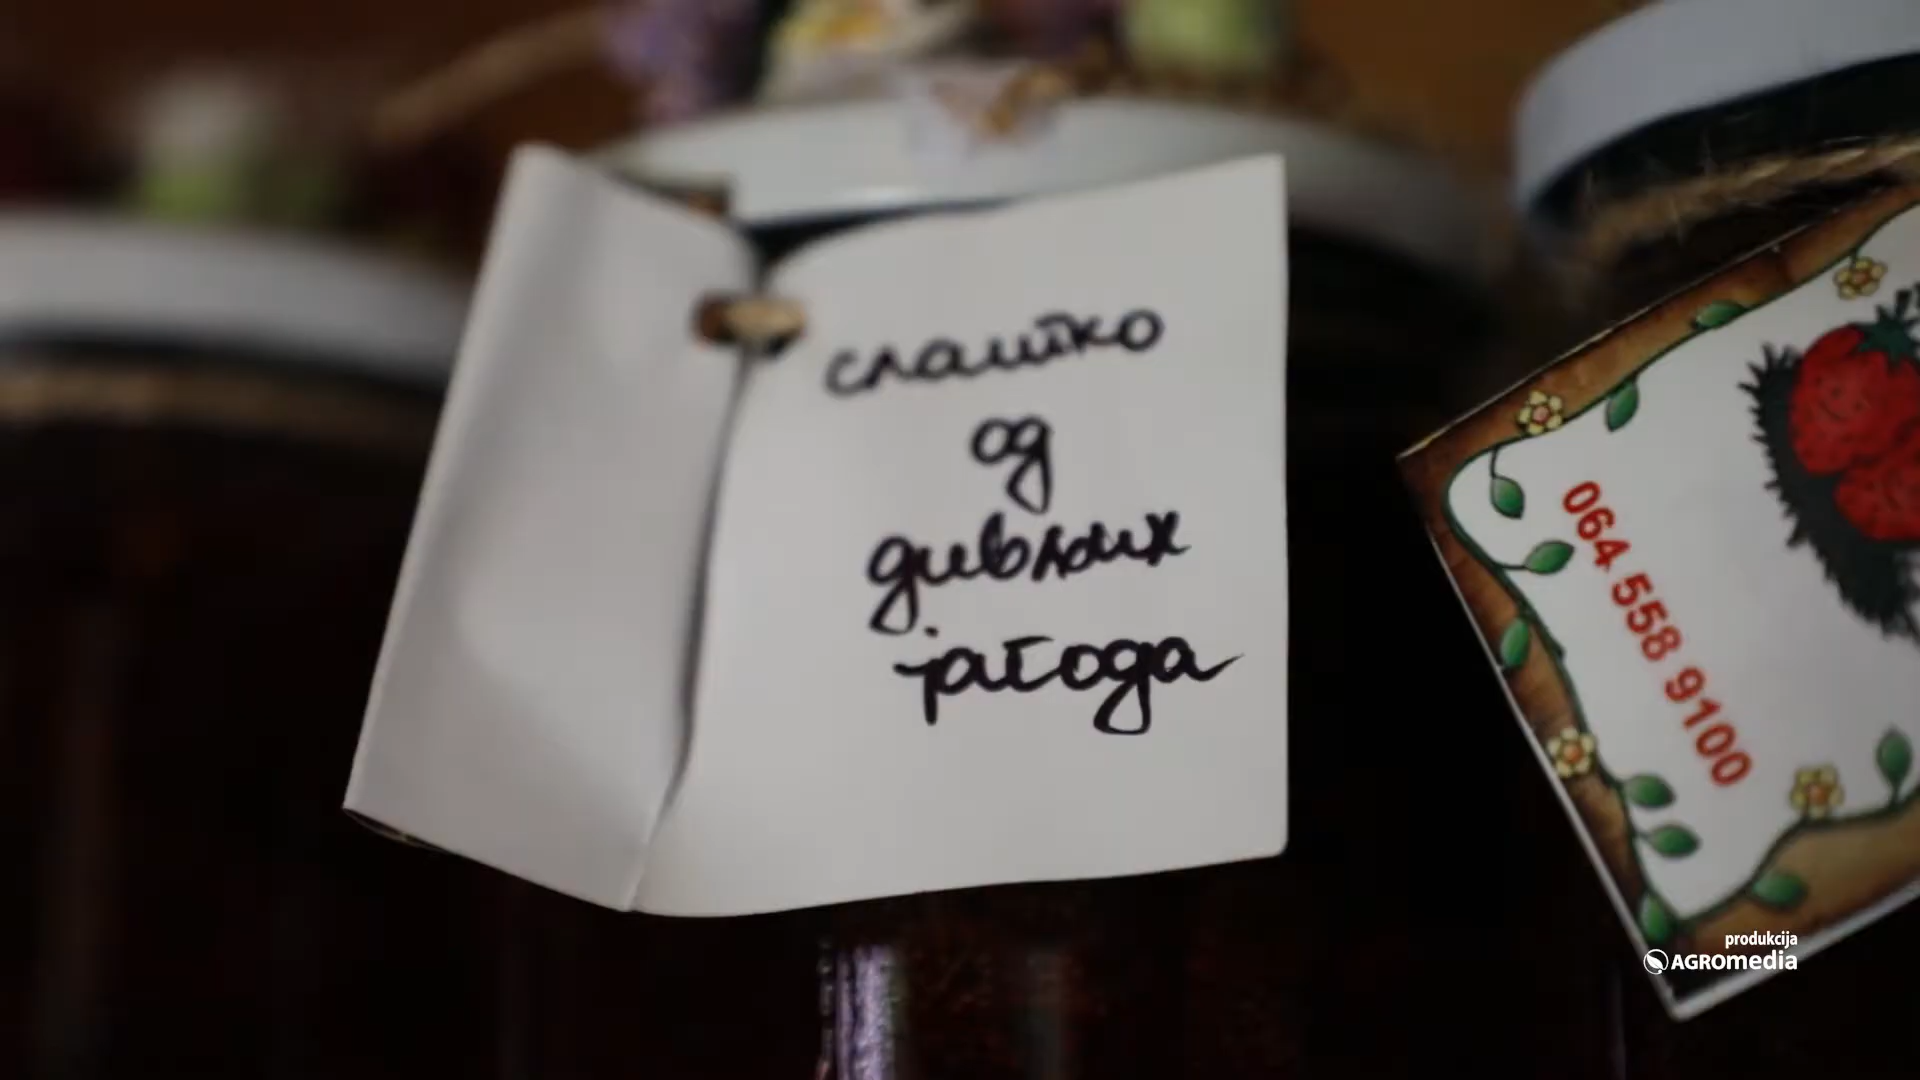 слатко
од
дивљих
јагода
064 558 9100
produkcija
AGROmedia